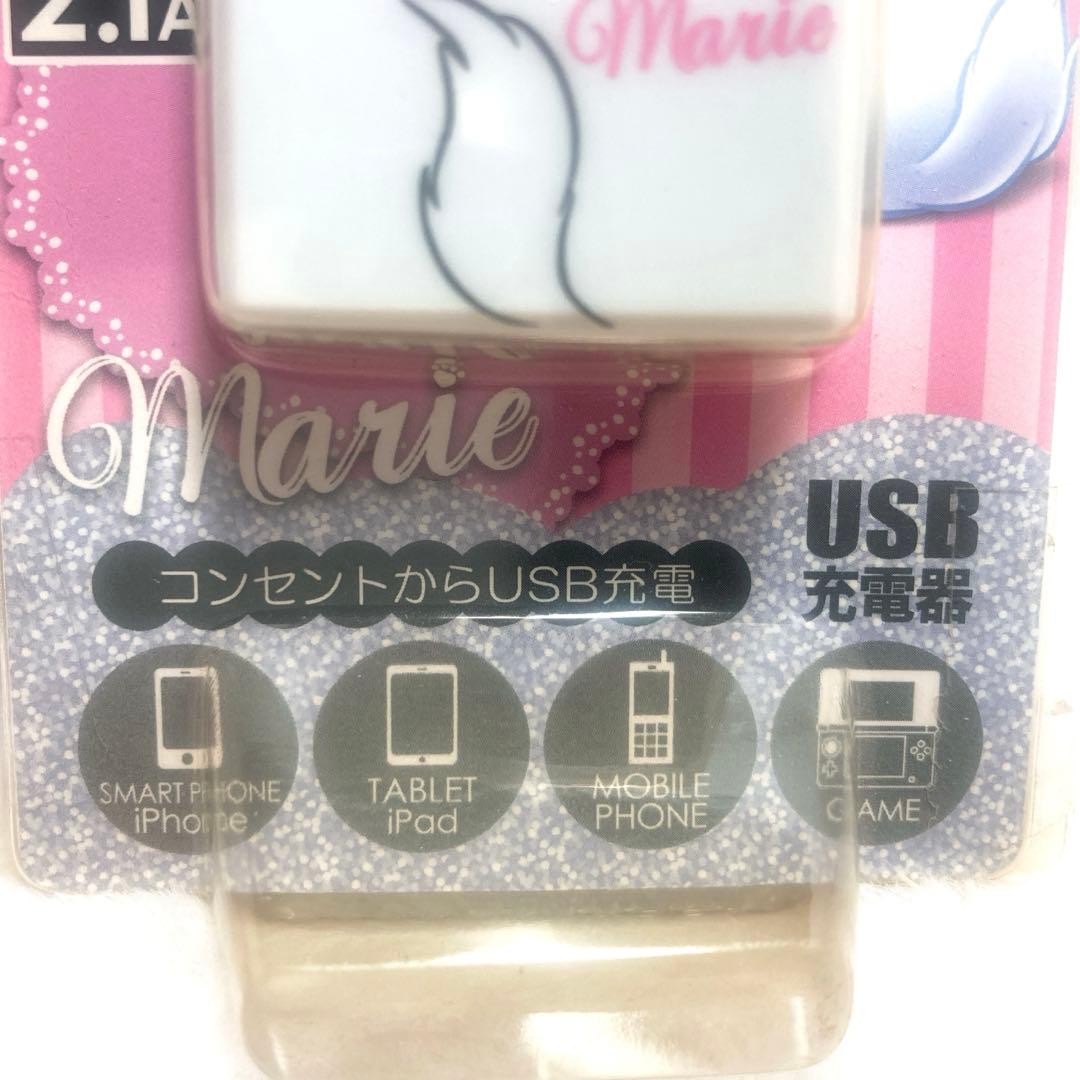 2.1A
Marie
Marie
コンセントからUSB充電
USB
充電器
SMART PHONE
iPhone
TABLET
iPad
MOBILE
PHONE
GAME